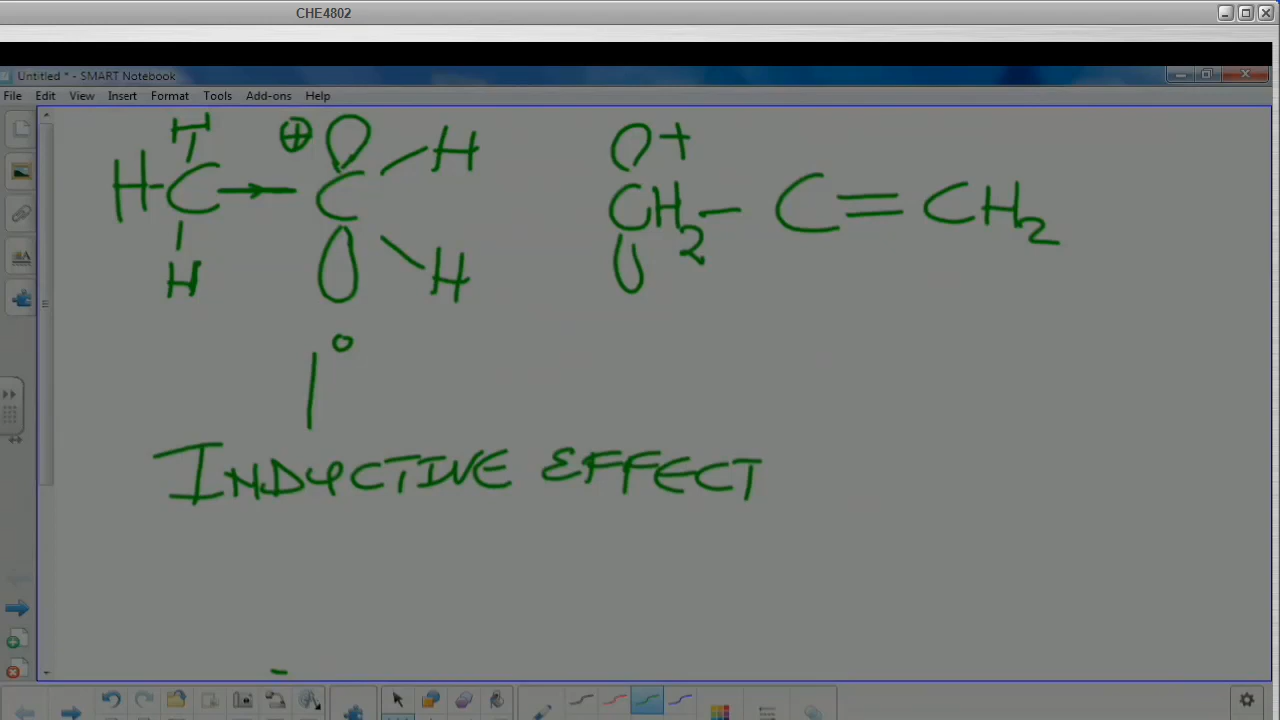 CHE4802
Untitled * - SMART Notebook
File Edit View Insert Format Tools Add-ons Help
H ⊕ H O+
H-C→C CH2-C=CH2
H H
1°
INDUCTIVE EFFECT